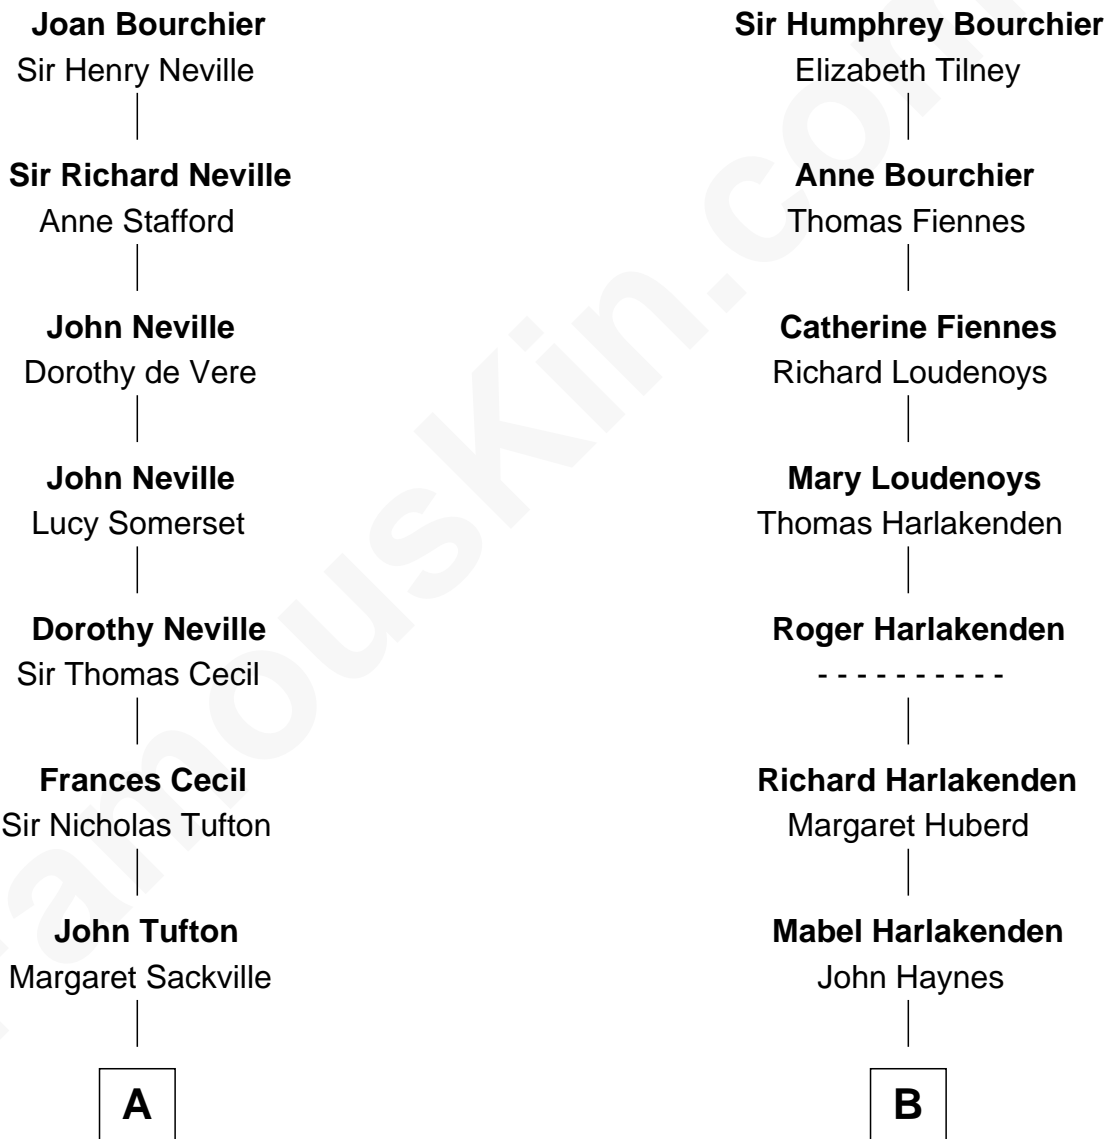 Joan Bourchier
Sir Henry Neville
Sir Richard Neville
Anne Stafford
John Neville
Dorothy de Vere
John Neville
Lucy Somerset
Dorothy Neville
Sir Thomas Cecil
Frances Cecil
Sir Nicholas Tufton
John Tufton
Margaret Sackville
A
Sir Humphrey Bourchier
Elizabeth Tilney
Anne Bourchier
Thomas Fiennes
Catherine Fiennes
Richard Loudenoys
Mary Loudenoys
Thomas Harlakenden
Roger Harlakenden
- - - - - - - - - -
Richard Harlakenden
Margaret Huberd
Mabel Harlakenden
John Haynes
B
FamousKin.com